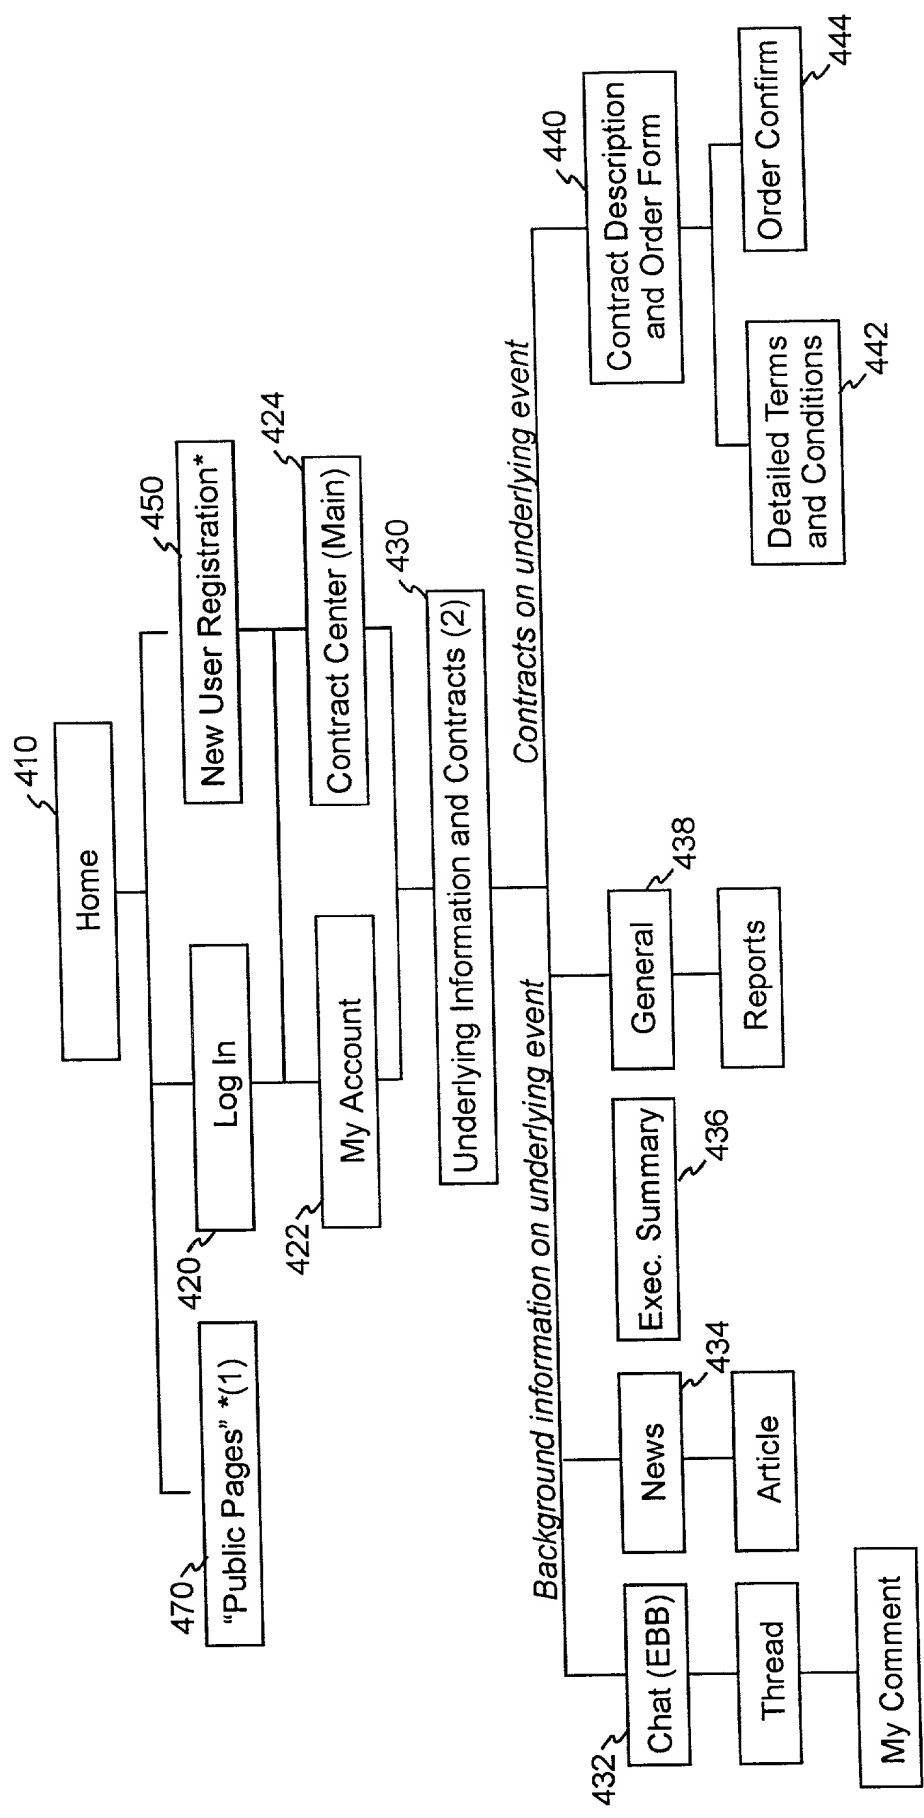 410
Home
470
"Public Pages" *(1)
420
Log In
450
New User Registration*
422
My Account
424
Contract Center (Main)
430
Underlying Information and Contracts (2)
Background information on underlying event
Contracts on underlying event
432
Chat (EBB)
Thread
My Comment
News
434
Article
Exec. Summary
436
General
438
Reports
440
Contract Description
and Order Form
Detailed Terms
and Conditions
442
Order Confirm
444